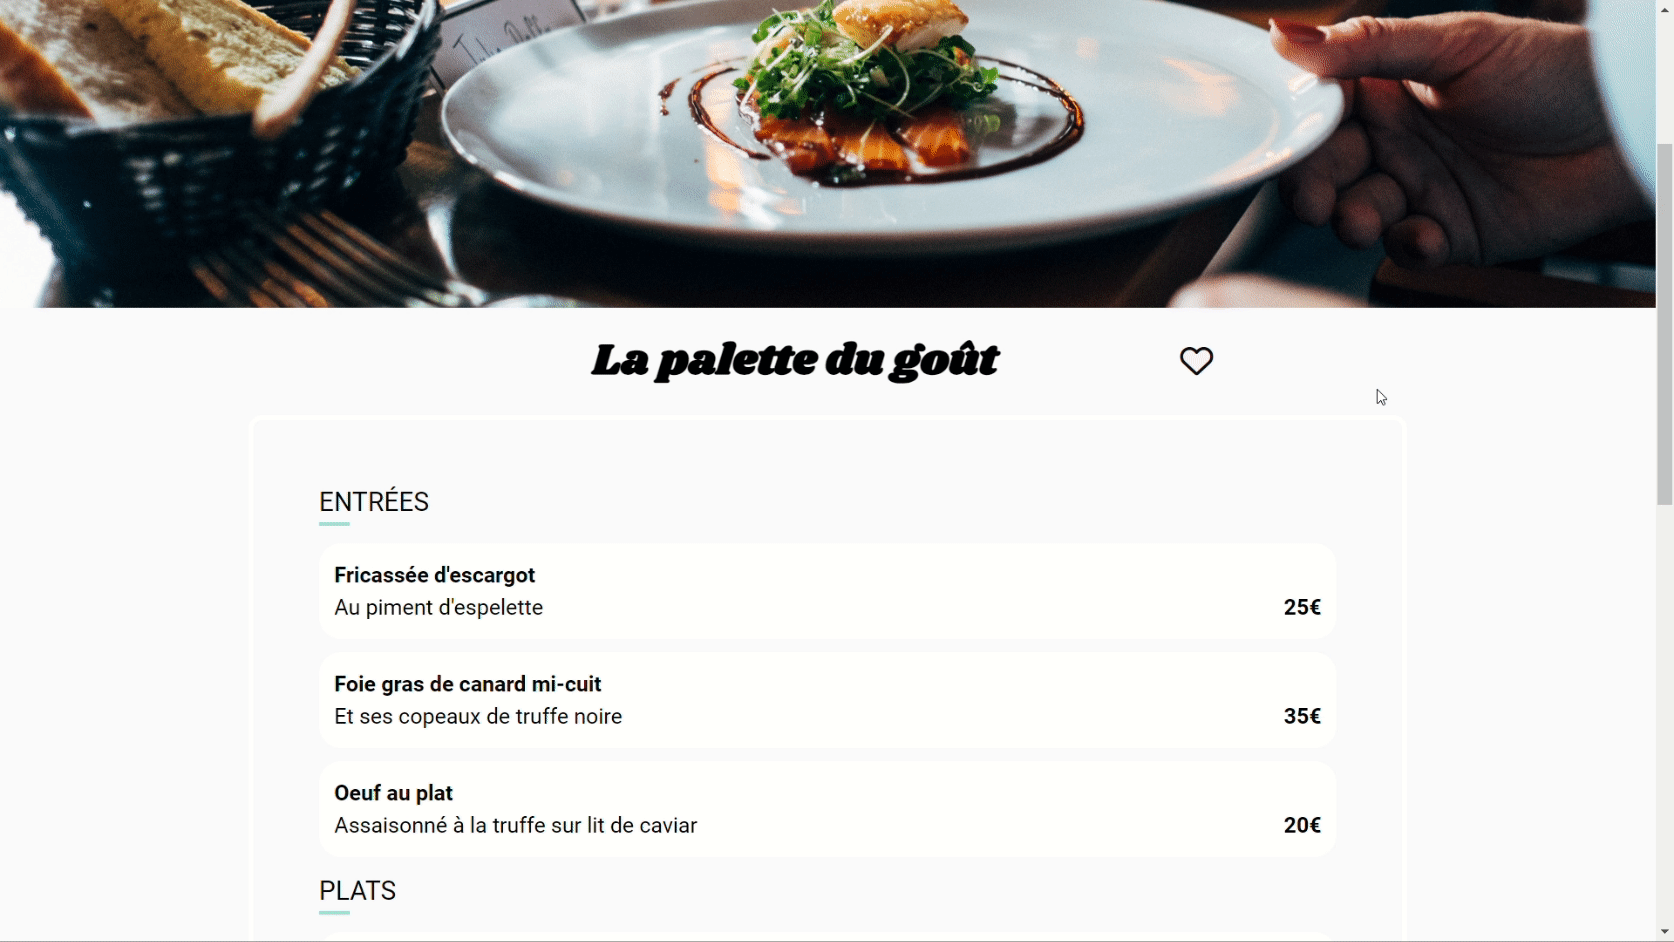 La palette du goût
ENTRÉES
Fricassée d'escargot
Au piment d'espelette
25€
Foie gras de canard mi-cuit
Et ses copeaux de truffe noire
35€
Oeuf au plat
Assaisonné à la truffe sur lit de caviar
20€
PLATS